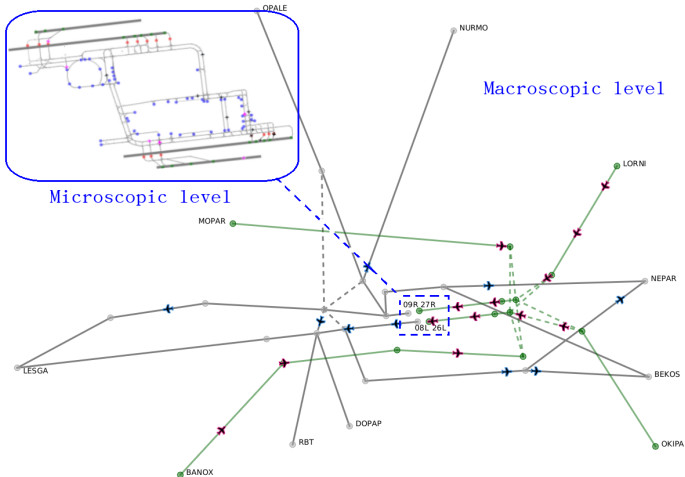 OPALE
NURMO
Macroscopic level
LORNI
Microscopic level
MOPAR
NEPAR
09R 27R
08L 26L
LESGA
BEKOS
DOPAP
RBT
OKIPA
BANOX